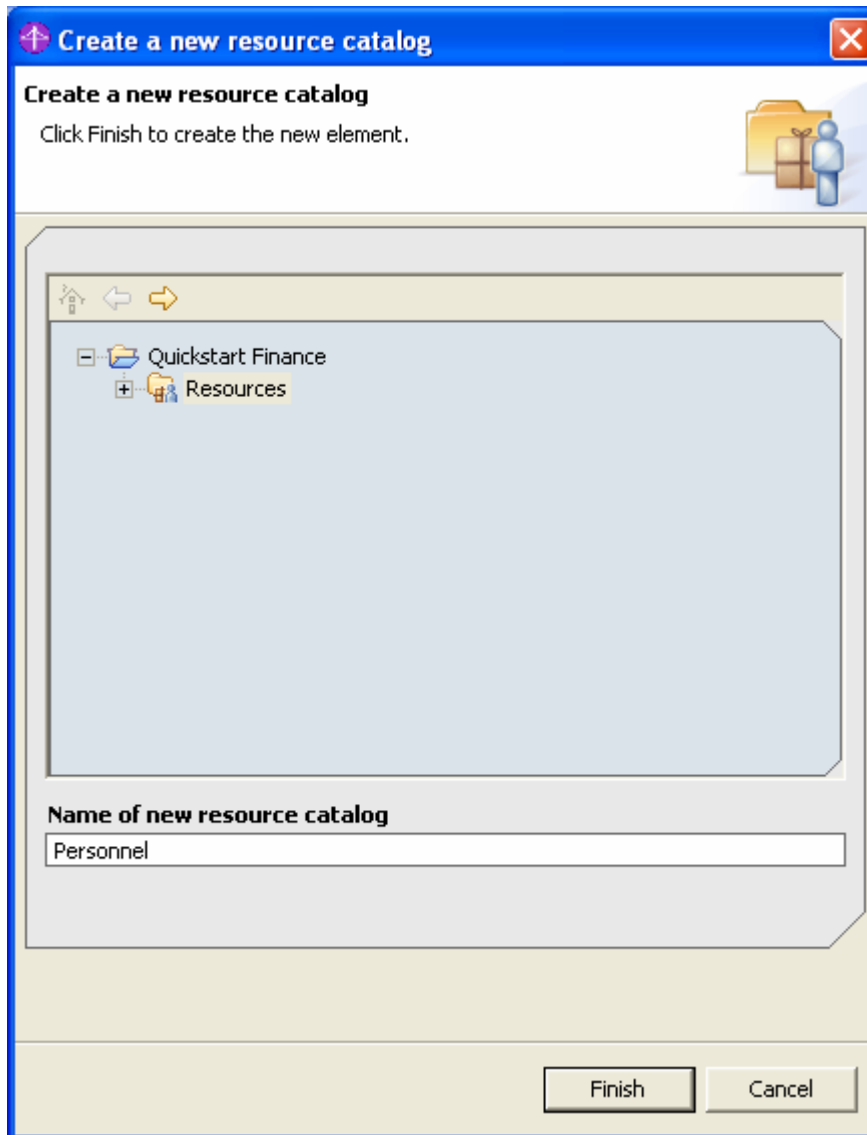 Create a new resource catalog
Create a new resource catalog
Click Finish to create the new element.
Quickstart Finance
Resources
Name of new resource catalog
Personnel
Finish
Cancel